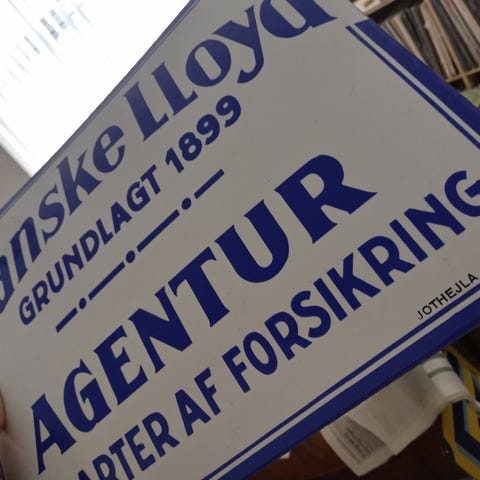 anske Lloyd
GRUNDLAGT 1899
AGENTUR
ARTER AF FORSIKRING
JOTHEJLA